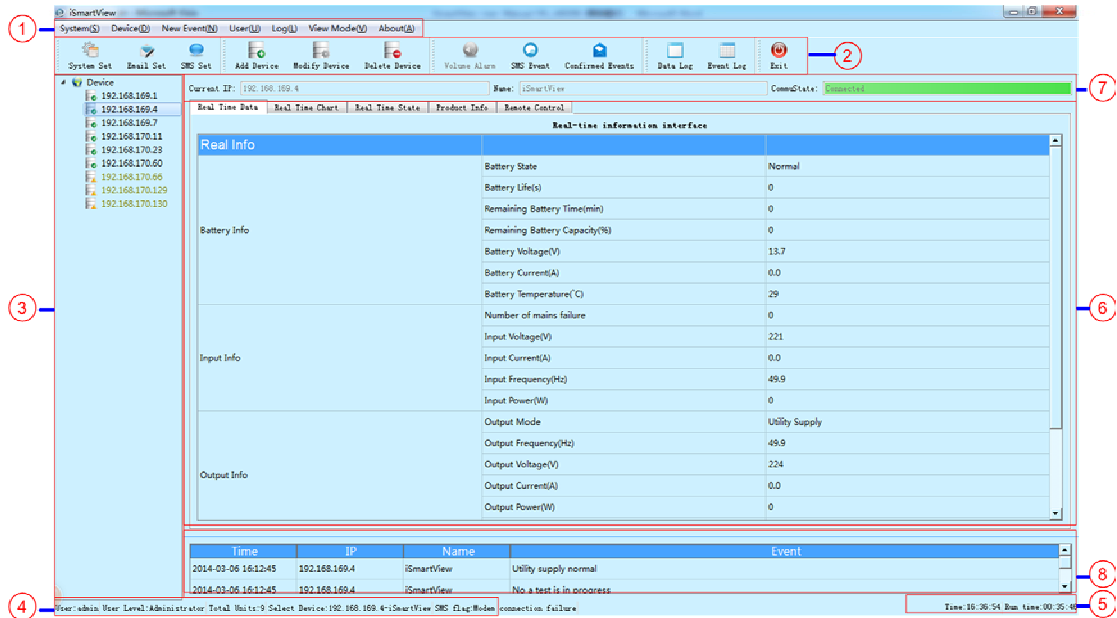 iSmartView
System(S) Device(D) New Event(N) User(U) Log(L) View Mode(V) About(A)
1
System Set Email Set SMS Set Add Device Modify Device Delete Device Volume Alarm SMS Event Confirmed Events Data Log Event Log Exit
2
Device
192.168.169.1
192.168.169.4
192.168.169.7
192.168.170.11
192.168.170.23
192.168.170.60
192.168.170.66
192.168.170.129
192.168.170.130
3
Current IP: 192.168.169.4 Name: iSmartView CommuState: Connected
7
Real Time Data Real Time Chart Real Time State Product Info Remote Control
Real-time information interface
Real Info
Battery Info
Battery State Normal
Battery Life(s) 0
Remaining Battery Time(min) 0
Remaining Battery Capacity(%) 0
Battery Voltage(V) 13.7
Battery Current(A) 0.0
Battery Temperature(℃) 29
Input Info
Number of mains failure 0
Input Voltage(V) 221
Input Current(A) 0.0
Input Frequency(Hz) 49.9
Input Power(W) 0
Output Info
Output Mode Utility Supply
Output Frequency(Hz) 49.9
Output Voltage(V) 224
Output Current(A) 0.0
Output Power(W) 0
6
Time IP Name Event
2014-03-06 16:12:45 192.168.169.4 iSmartView Utility supply normal
2014-03-06 16:12:45 192.168.169.4 iSmartView No a test is in progress
8
4
User:admin User Level:Administrator Total Units:9 Select Device:192.168.169.4-iSmartView SMS flag:Modem connection failure
Time:16:36:54 Run time:00:35:46
5